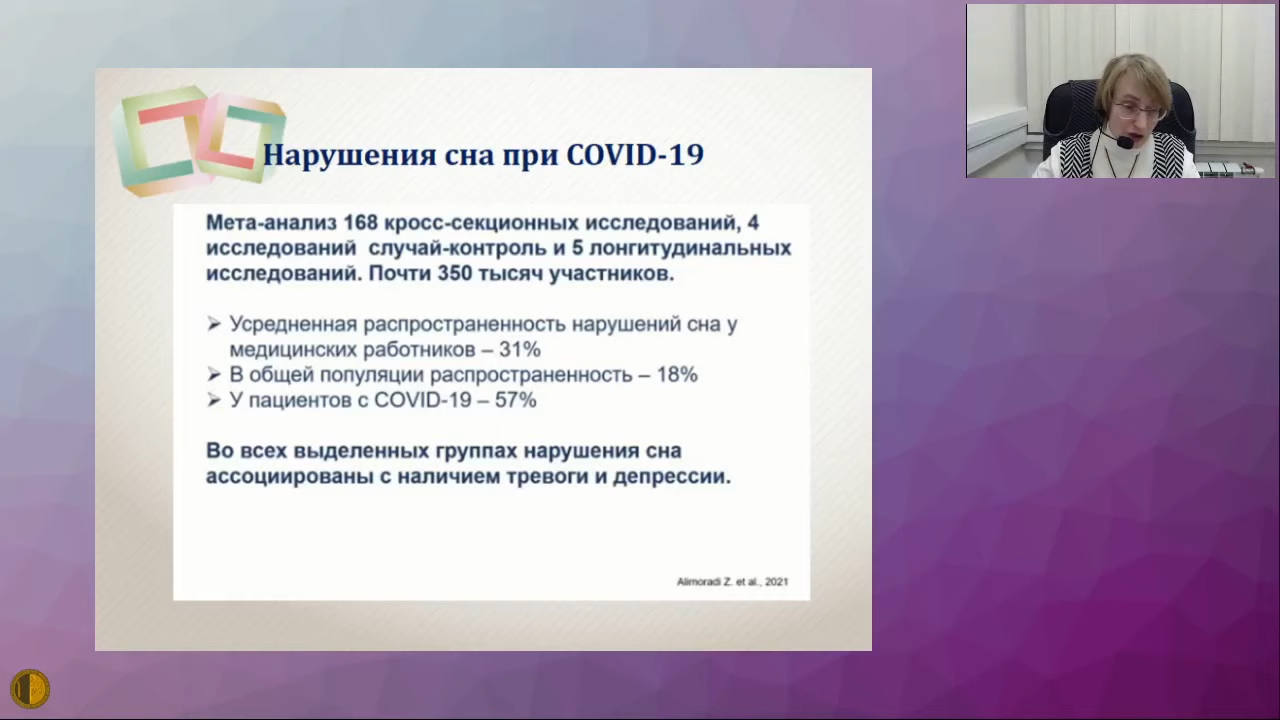 Нарушения сна при COVID-19
Мета-анализ 168 кросс-секционных исследований, 4
исследований случай-контроль и 5 лонгитудинальных
исследований. Почти 350 тысяч участников.
➢ Усредненная распространенность нарушений сна у
медицинских работников – 31%
➢ В общей популяции распространенность – 18%
➢ У пациентов с COVID-19 – 57%
Во всех выделенных группах нарушения сна
ассоциированы с наличием тревоги и депрессии.
Alimoradi Z. et al., 2021